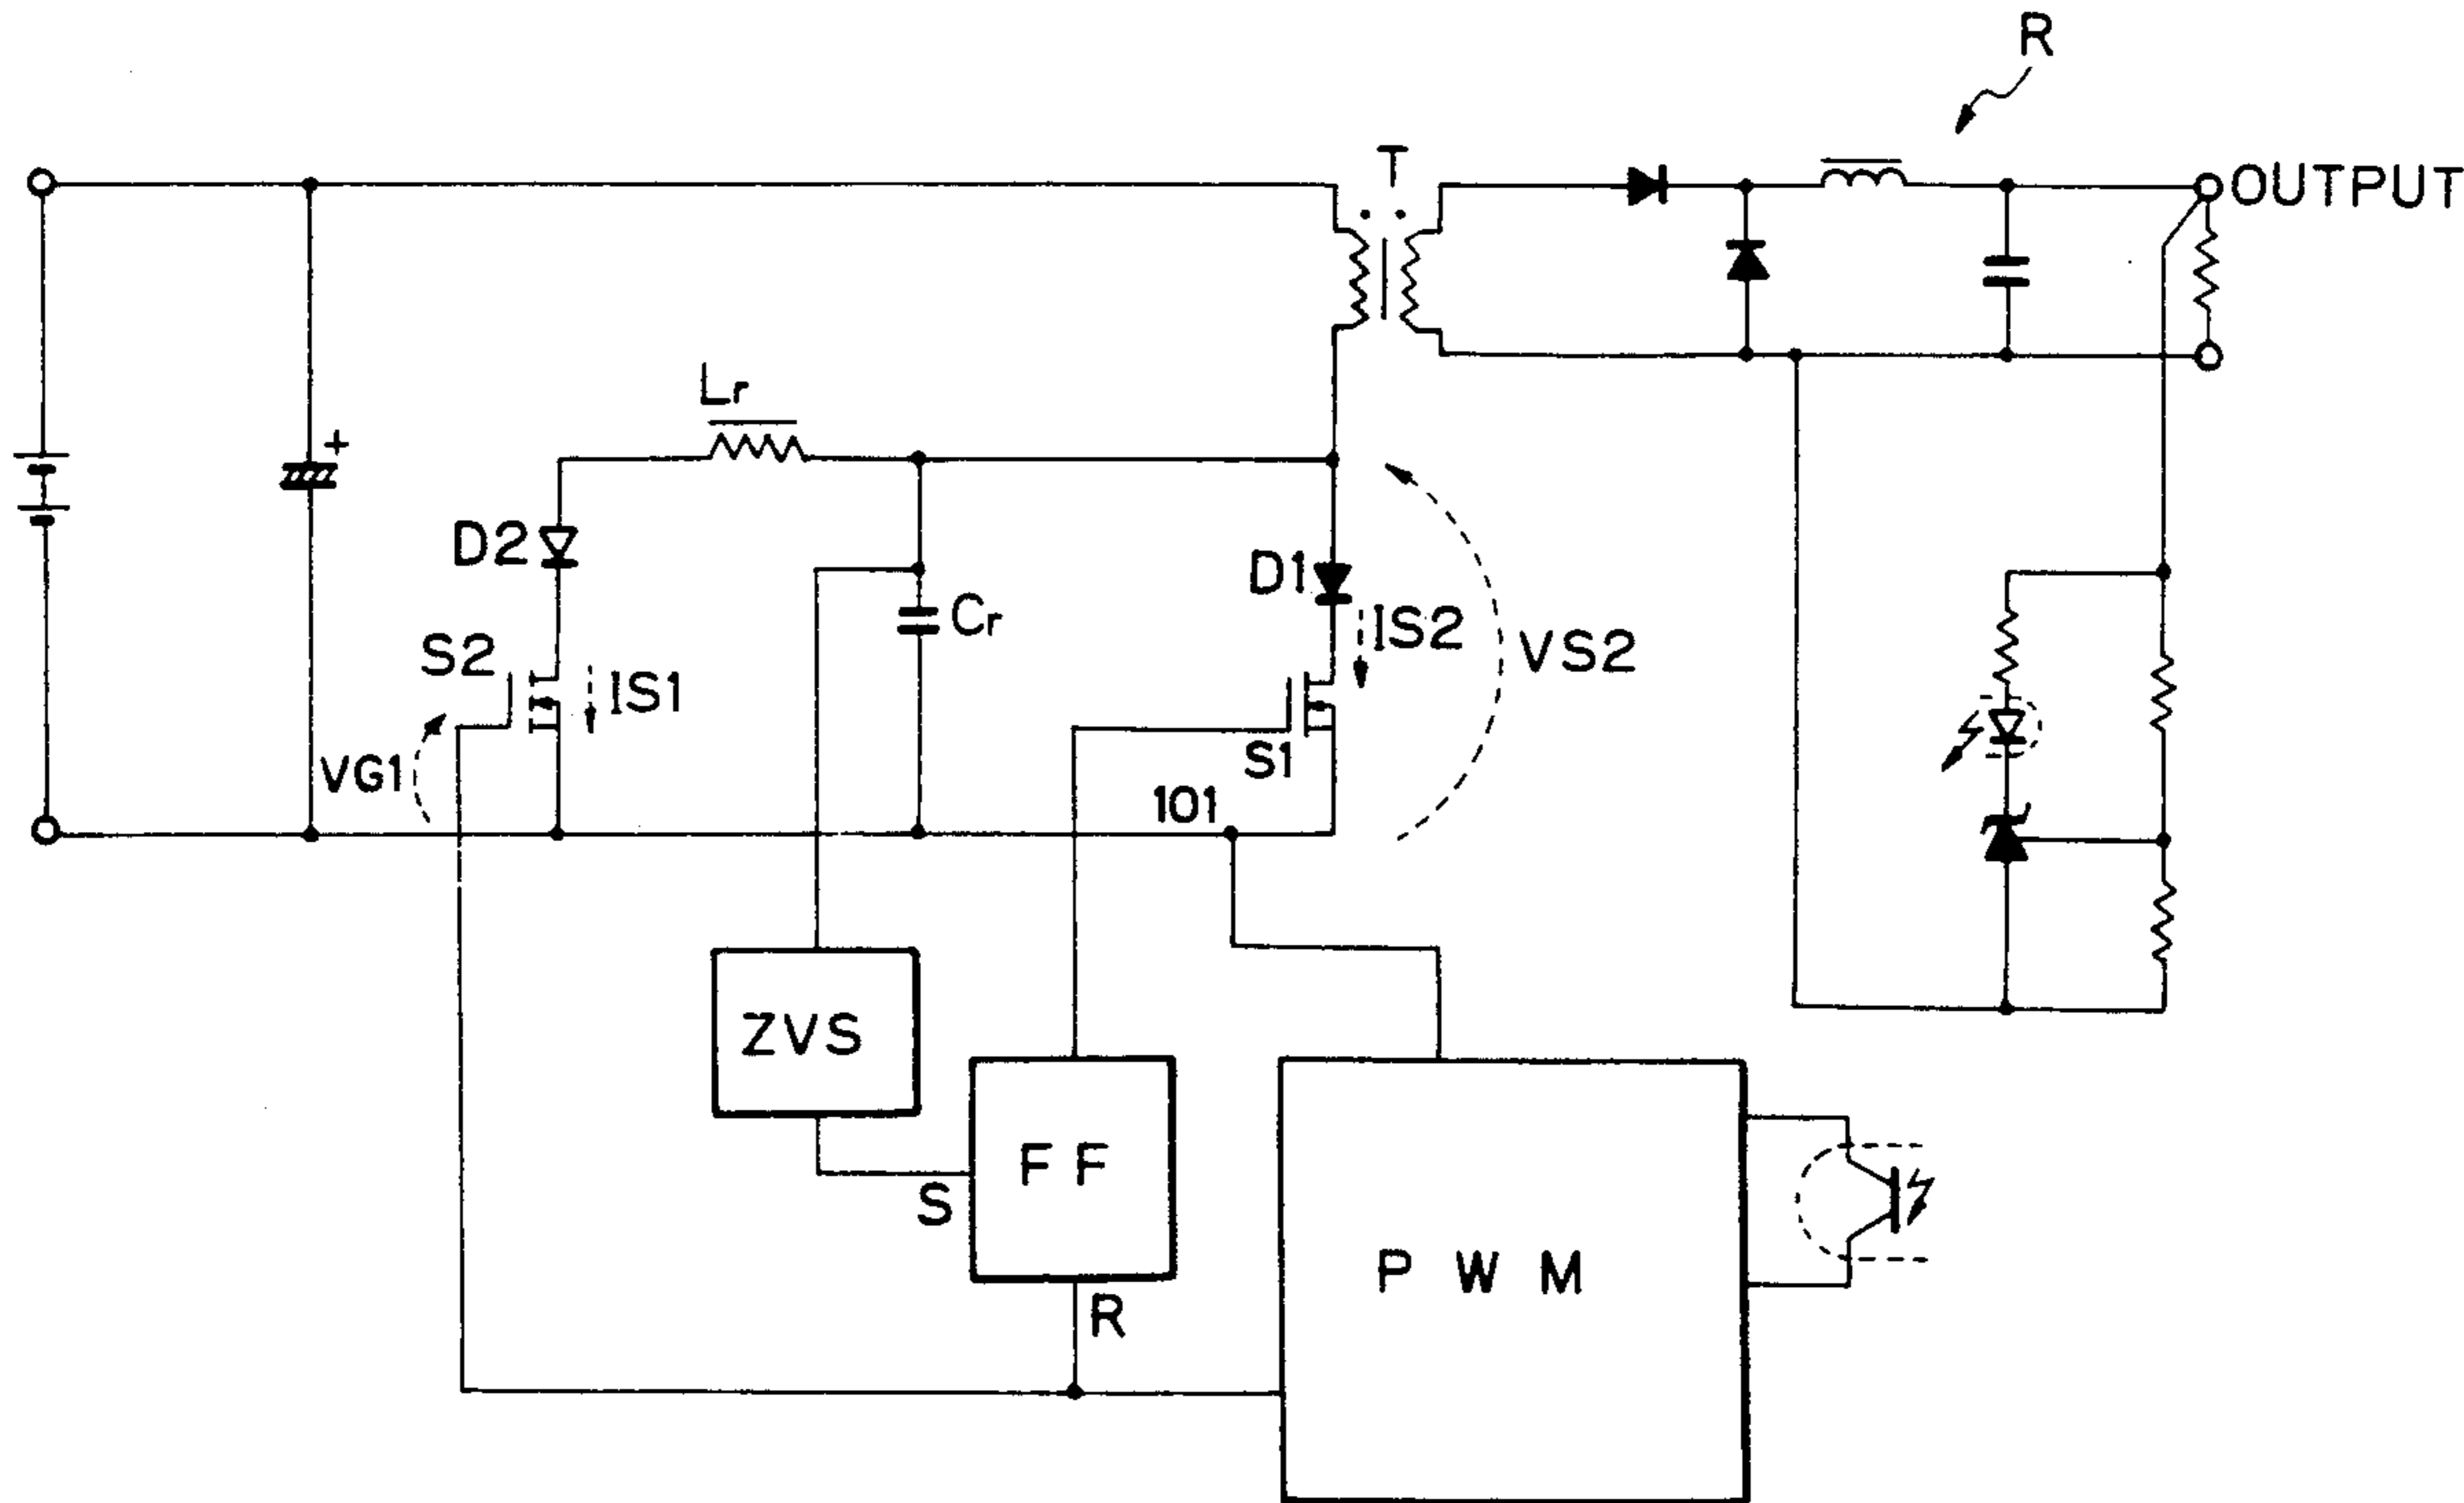 R
T
OUTPUT
Lr
+
D2
D1
Cr
IS2
S2
IS1
VS2
VG1
S1
101
ZVS
FF
S
PWM
R